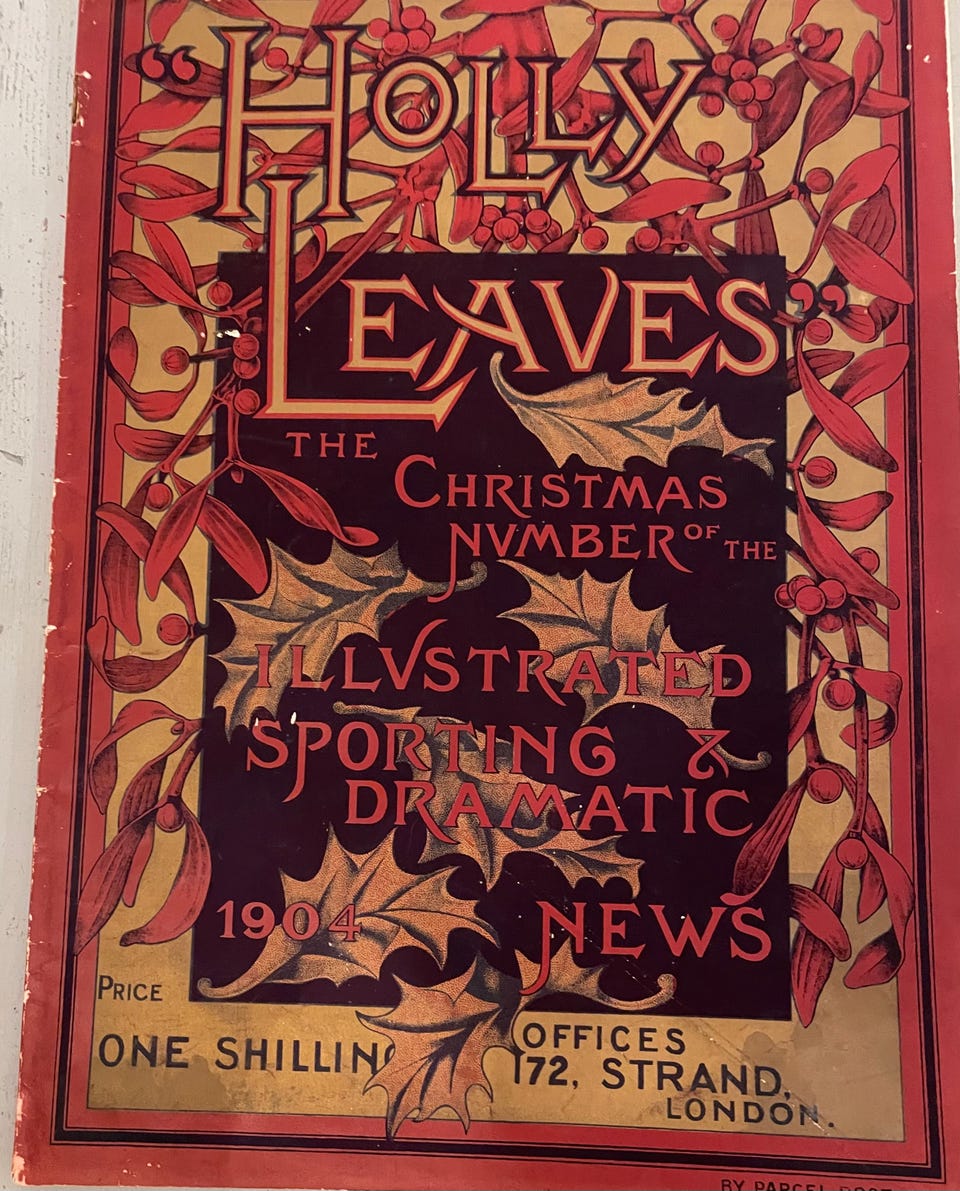 “HOLLY
LEAVES”
THE
CHRISTMAS
NVMBER OF THE
ILLVSTRATED
SPORTING &
DRAMATIC
1904 NEWS
PRICE
ONE SHILLING
OFFICES
172, STRAND,
LONDON.
BY PARCEL POST